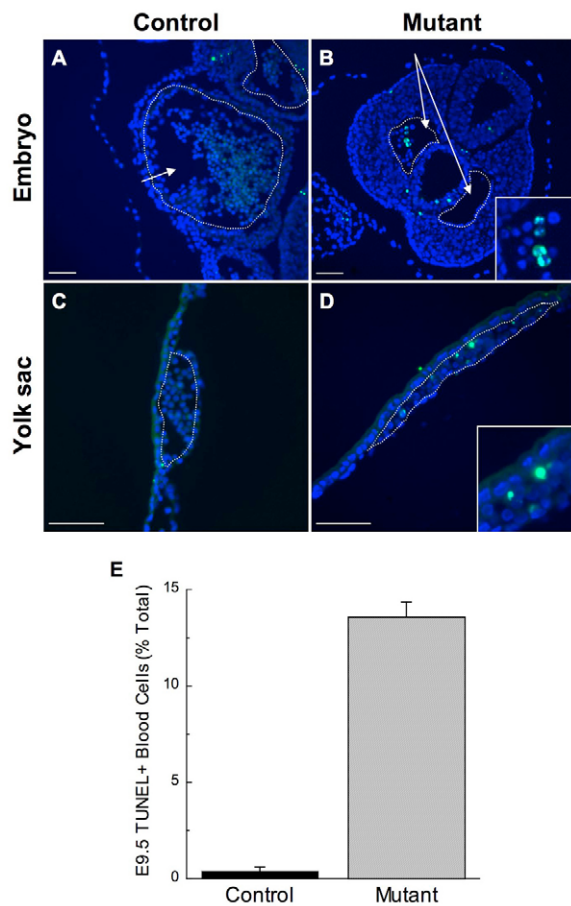 Control Mutant
A B
Embryo
C D
Yolk sac
E
15
10
5
0
E9.5 TUNEL+ Blood Cells (% Total)
Control Mutant